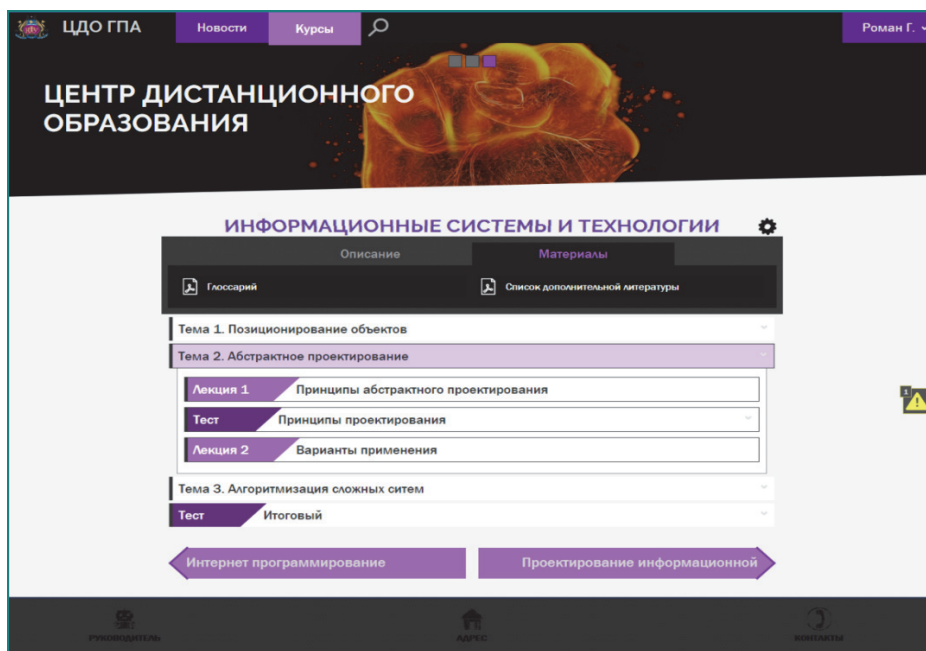 ЦДО ГПА
Новости
Курсы
Роман Г.
ЦЕНТР ДИСТАНЦИОННОГО
ОБРАЗОВАНИЯ
ИНФОРМАЦИОННЫЕ СИСТЕМЫ И ТЕХНОЛОГИИ
Описание
Материалы
Глоссарий
Список дополнительной литературы
Тема 1. Позиционирование объектов
Тема 2. Абстрактное проектирование
Лекция 1 Принципы абстрактного проектирования
Тест Принципы проектирования
Лекция 2 Варианты применения
Тема 3. Алгоритмизация сложных ситем
Тест Итоговый
Интернет программирование
Проектирование информационной
1
РУКОВОДИТЕЛЬ
АДРЕС
КОНТАКТЫ